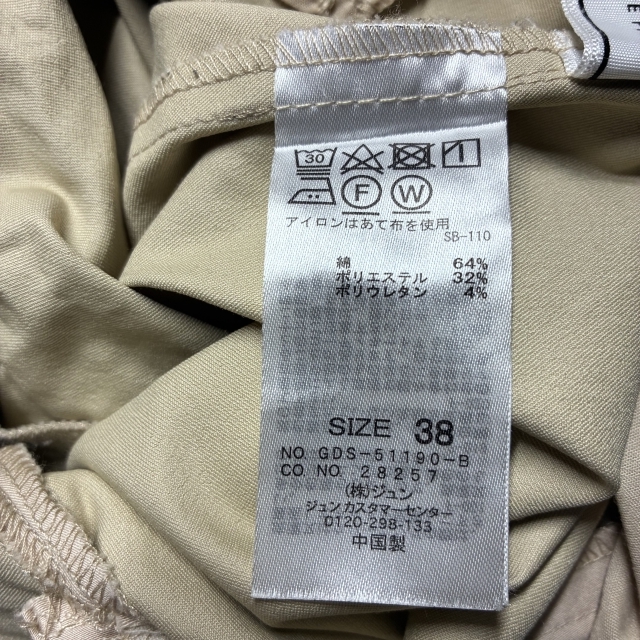 30
F W
アイロンはあて布を使用
SB-110
綿 64%
ポリエステル 32%
ポリウレタン 4%
SIZE 38
NO. GDS-51190-B
CO. NO. 28257
(株)ジュン
ジュンカスタマーセンター
0120-298-133
中国製